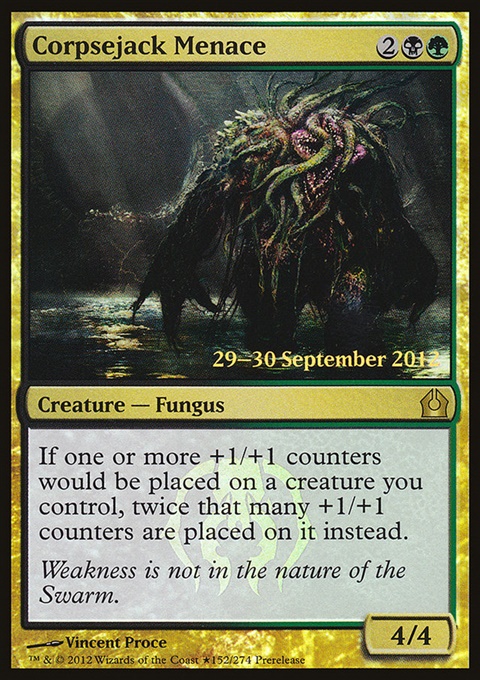 Corpsejack Menace 2
29–30 September 2012
Creature — Fungus
If one or more +1/+1 counters
would be placed on a creature you
control, twice that many +1/+1
counters are placed on it instead.
Weakness is not in the nature of the
Swarm.
Vincent Proce
4/4
™ & © 2012 Wizards of the Coast ★152/274 Prerelease